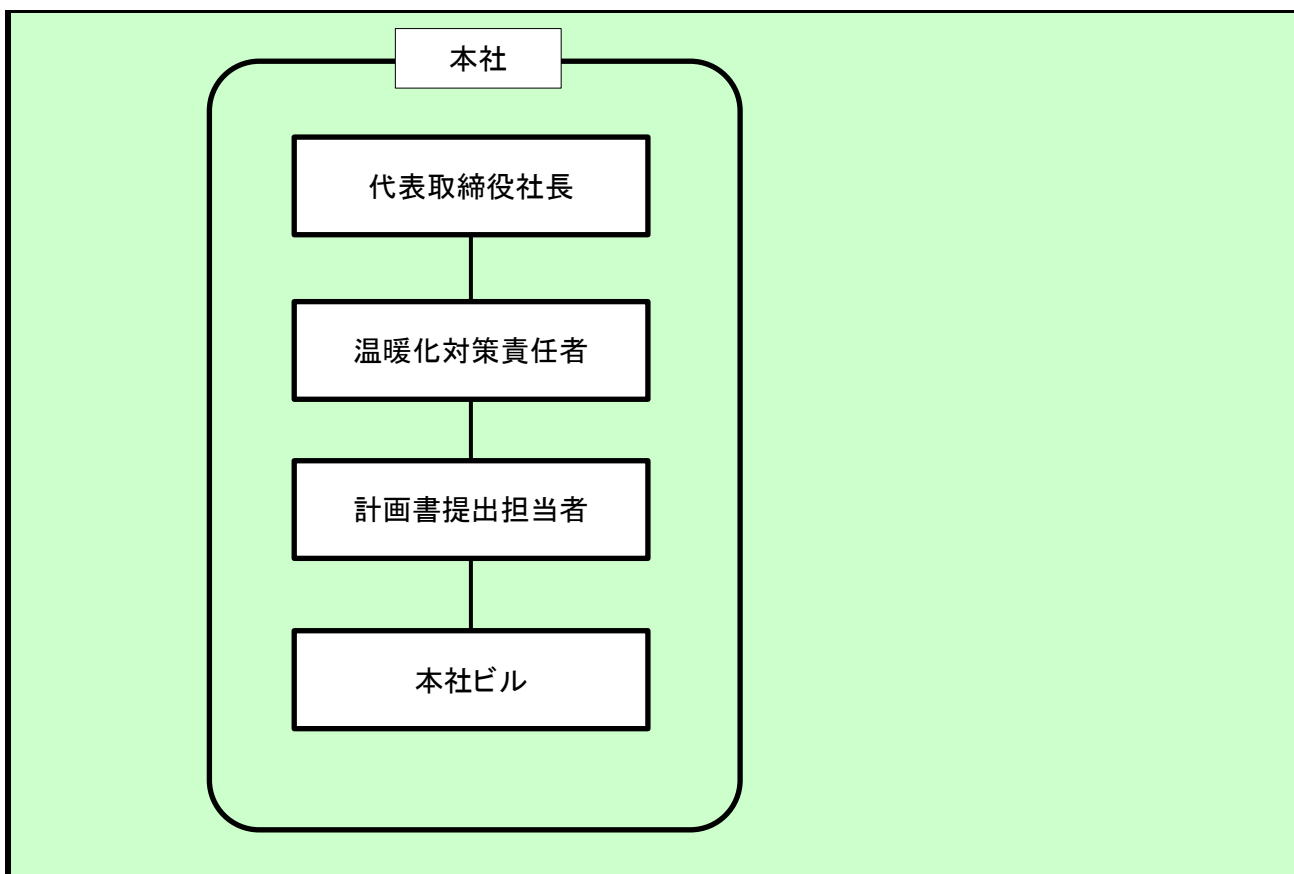 本社
代表取締役社長
温暖化対策責任者
計画書提出担当者
本社ビル